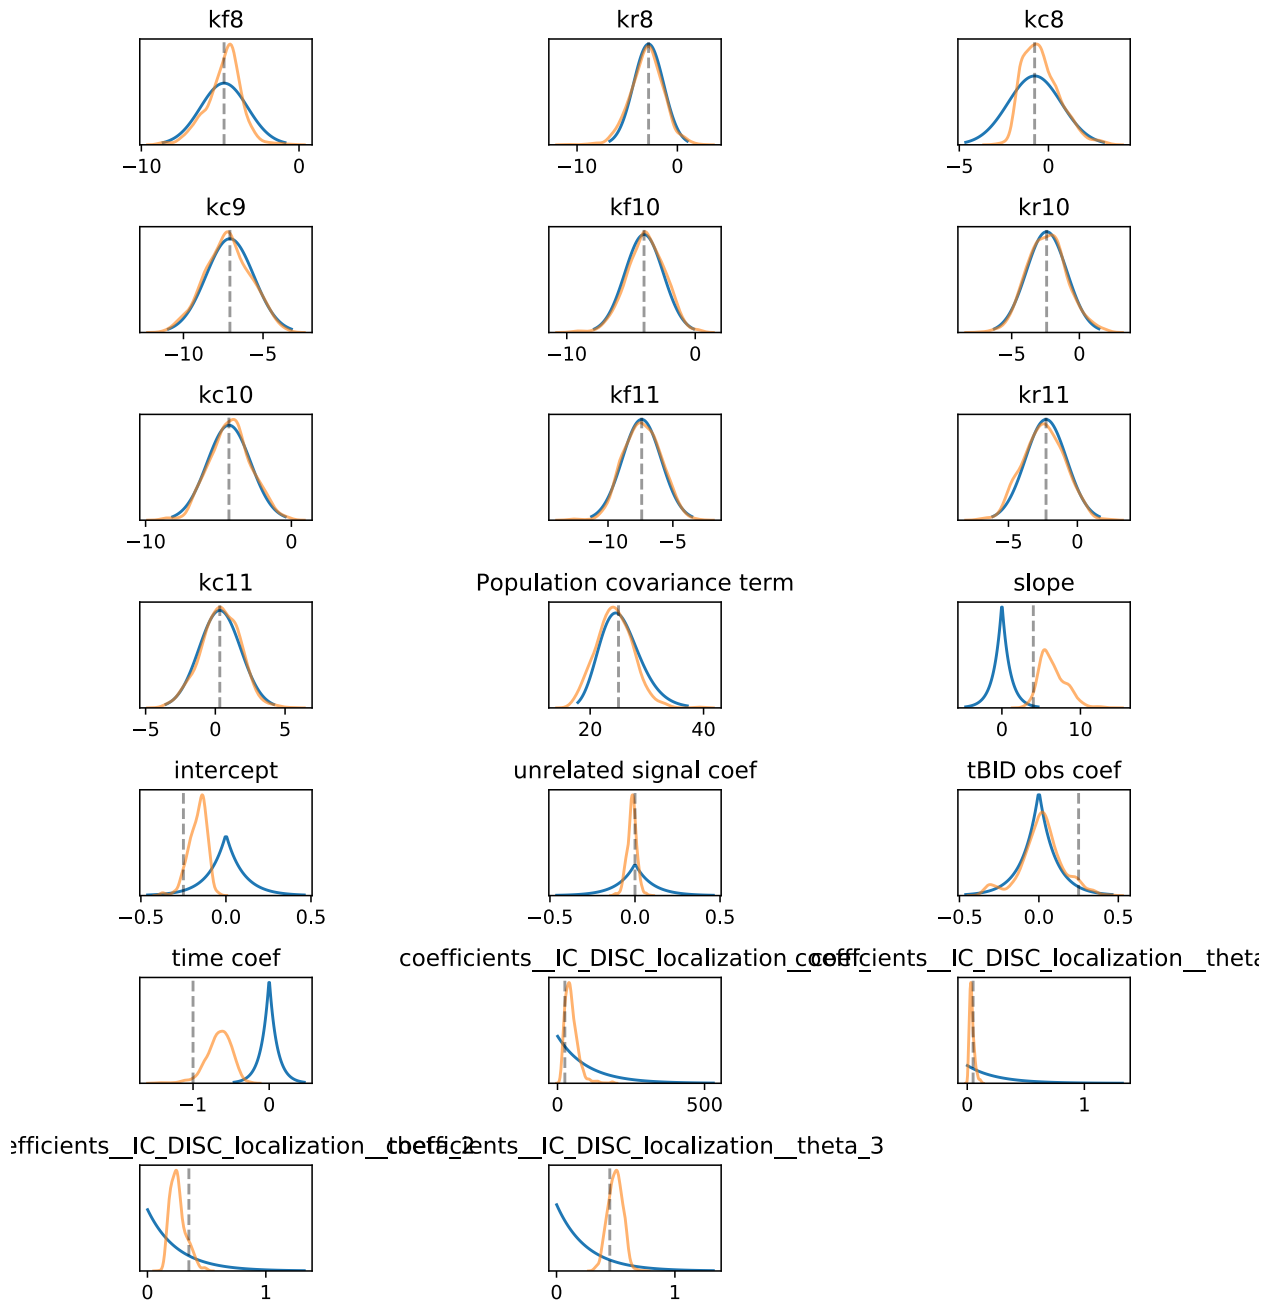 kf8 kr8 kc8
−10 0 −10 0 −5 0
kc9 kf10 kr10
−10 −5 −10 0 −5 0
kc10 kf11 kr11
−10 0 −10 −5 −5 0
kc11 Population covariance term slope
−5 0 5 20 40 0 10
intercept unrelated signal coef tBID obs coef
−0.5 0.0 0.5 −0.5 0.0 0.5 −0.5 0.0 0.5
time coef coefficients__IC_DISC_localization__coef coefficients__IC_DISC_localization__theta
−1 0 0 500 0 1
efficients__IC_DISC_localization__theta_2 coefficients__IC_DISC_localization__theta_3
0 1 0 1